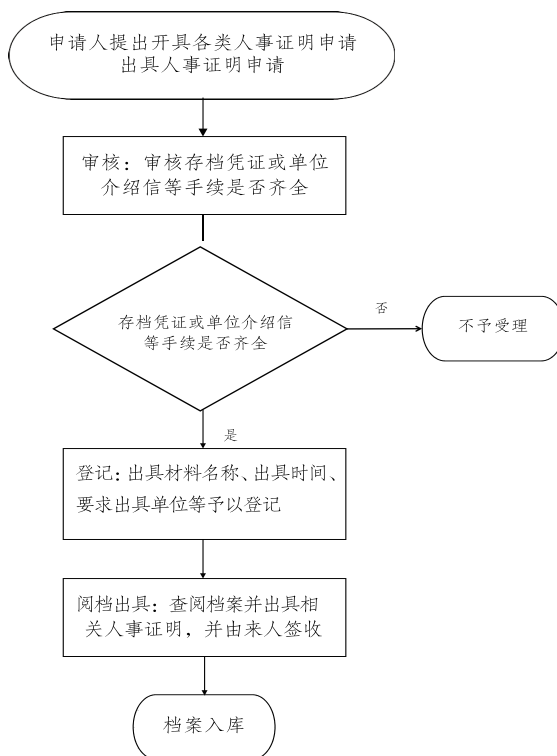 申请人提出开具各类人事证明申请
出具人事证明申请
审核：审核存档凭证或单位
介绍信等手续是否齐全
存档凭证或单位介绍信
等手续是否齐全
否
不予受理
是
登记：出具材料名称、出具时间、
要求出具单位等予以登记
阅档出具：查阅档案并出具相
关人事证明，并由来人签收
档案入库